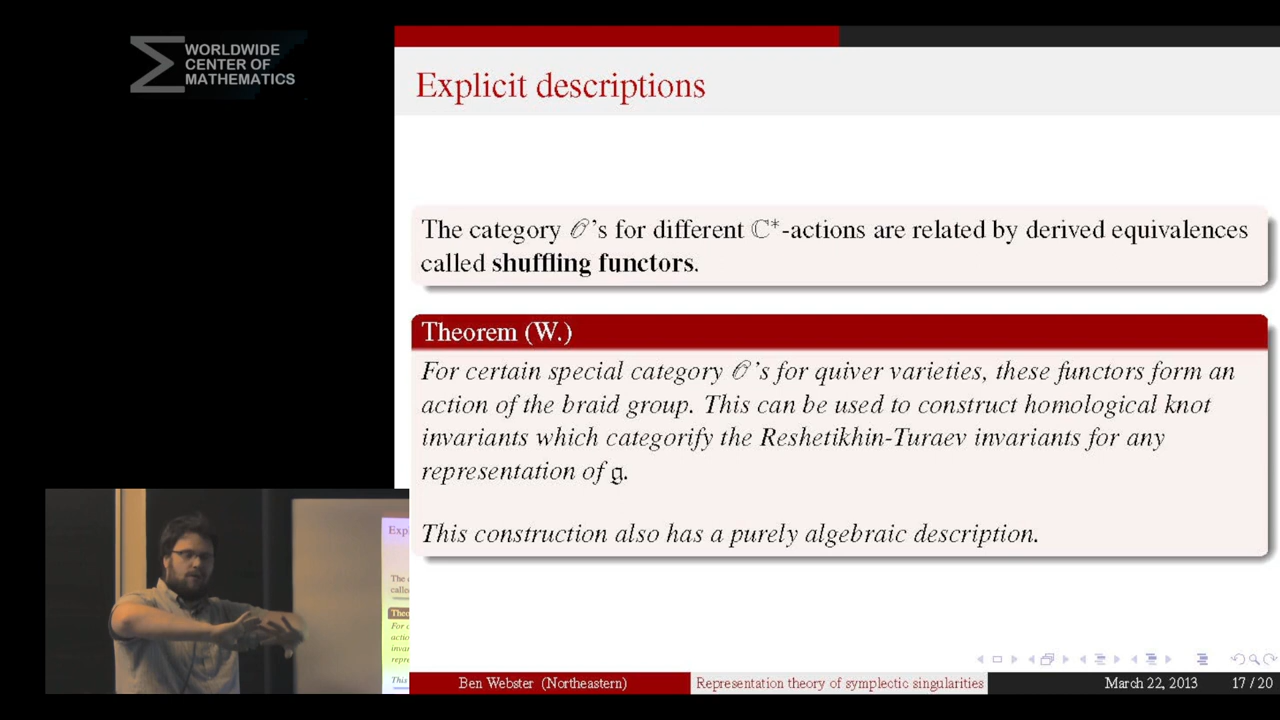 WORLDWIDE
CENTER OF
MATHEMATICS
Explicit descriptions
The category 𝒪's for different ℂ*-actions are related by derived equivalences
called shuffling functors.
Theorem (W.)
For certain special category 𝒪's for quiver varieties, these functors form an
action of the braid group. This can be used to construct homological knot
invariants which categorify the Reshetikhin-Turaev invariants for any
representation of 𝔤.
This construction also has a purely algebraic description.
Ben Webster (Northeastern)
Representation theory of symplectic singularities
March 22, 2013
17 / 20